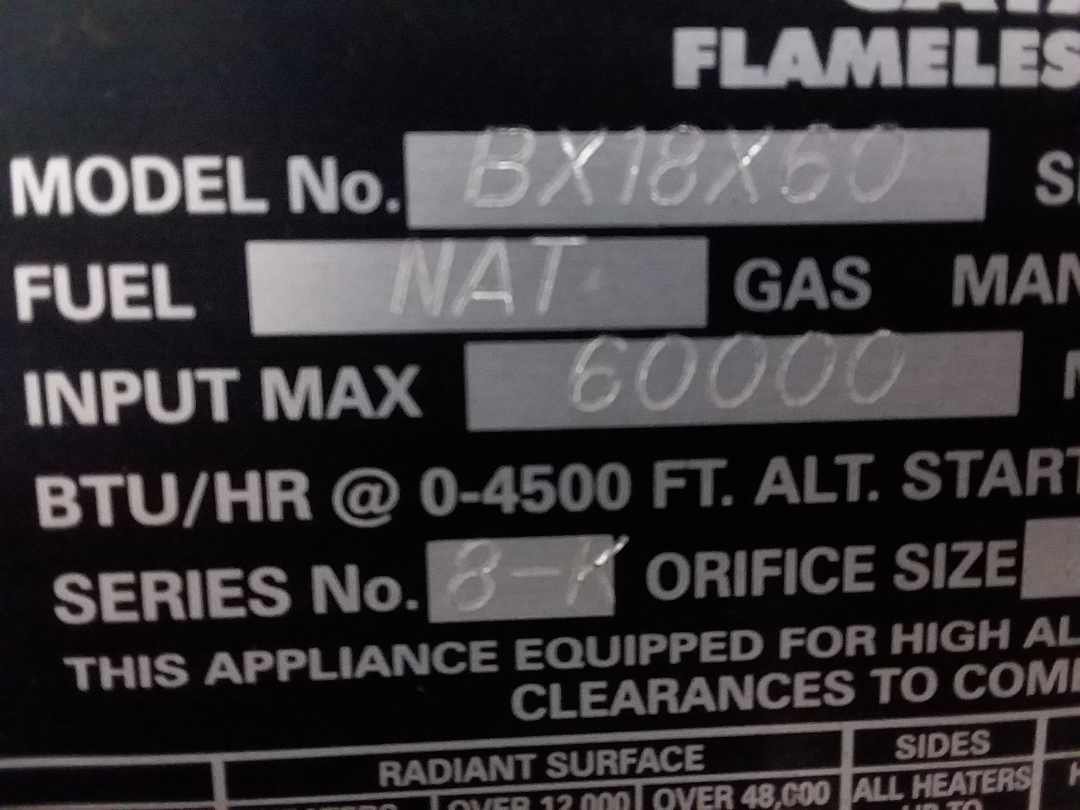 FLAMELES
MODEL No. BX18X60 S
FUEL NAT GAS MAN
INPUT MAX 60000
BTU/HR @ 0-4500 FT. ALT. START
SERIES No. 8-K ORIFICE SIZE
THIS APPLIANCE EQUIPPED FOR HIGH AL
CLEARANCES TO COM
RADIANT SURFACE SIDES
OVER 12,000 OVER 48,000 ALL HEATERS